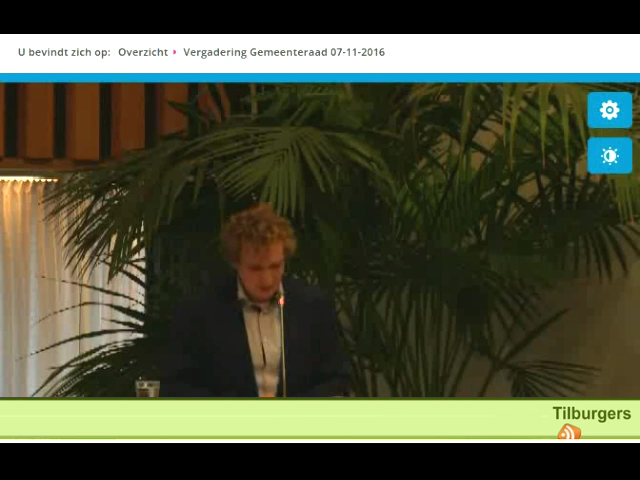 U bevindt zich op: Overzicht Vergadering Gemeenteraad 07-11-2016
Tilburgers